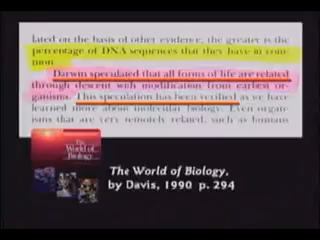 lated on the basis of other evidence, the greater is the
percentage of DNA sequences that they have in com-
mon.
Darwin speculated that all forms of life are related
through descent with modification from earliest or-
ganisms. This speculation has been verified as we have
learned more about molecular biology. Even organ-
isms that are very remotely related, such as humans
The
World of
Biology
The World of Biology,
by Davis, 1990 p. 294